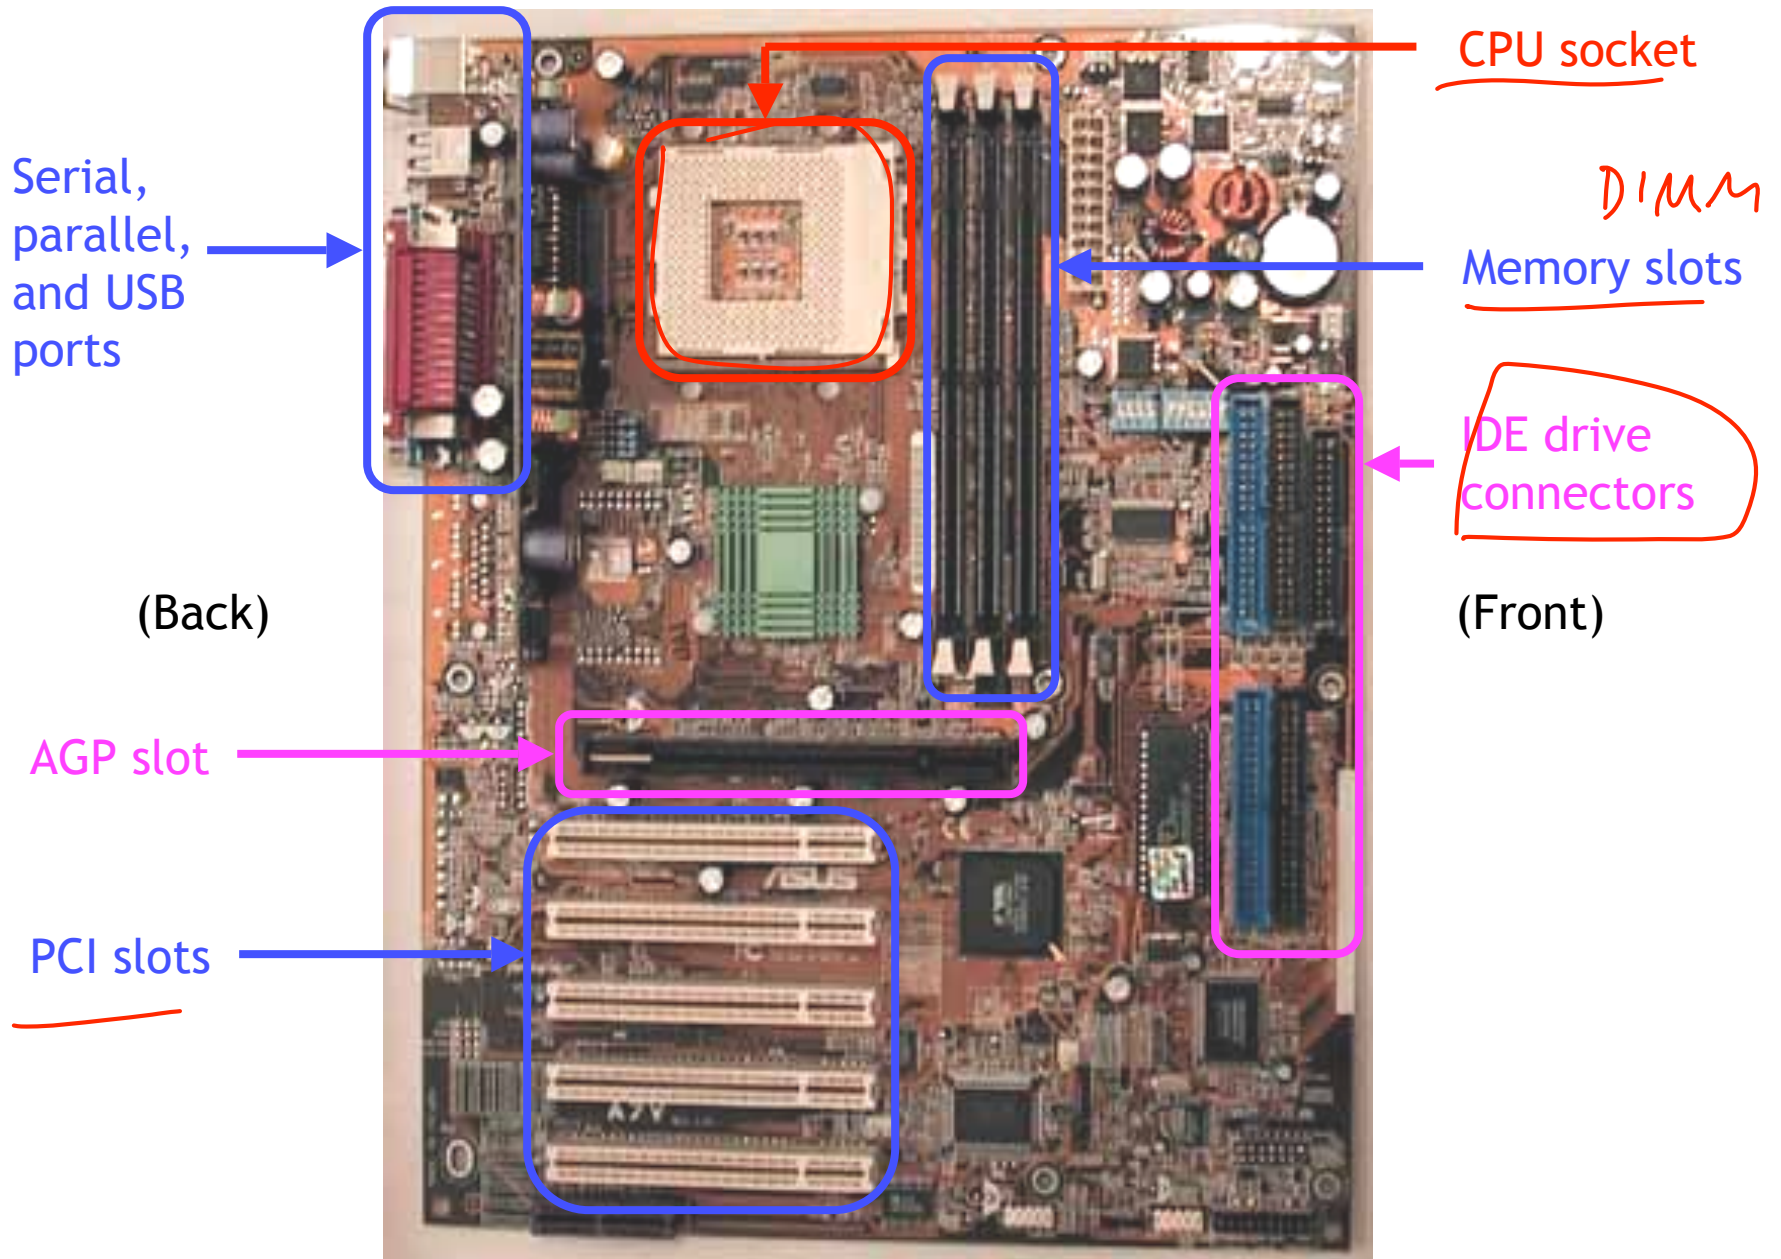 CPU socket
Serial,
parallel,
and USB
ports
DIMM
Memory slots
IDE drive
connectors
(Back)
(Front)
AGP slot
PCI slots
ASUS
A7V